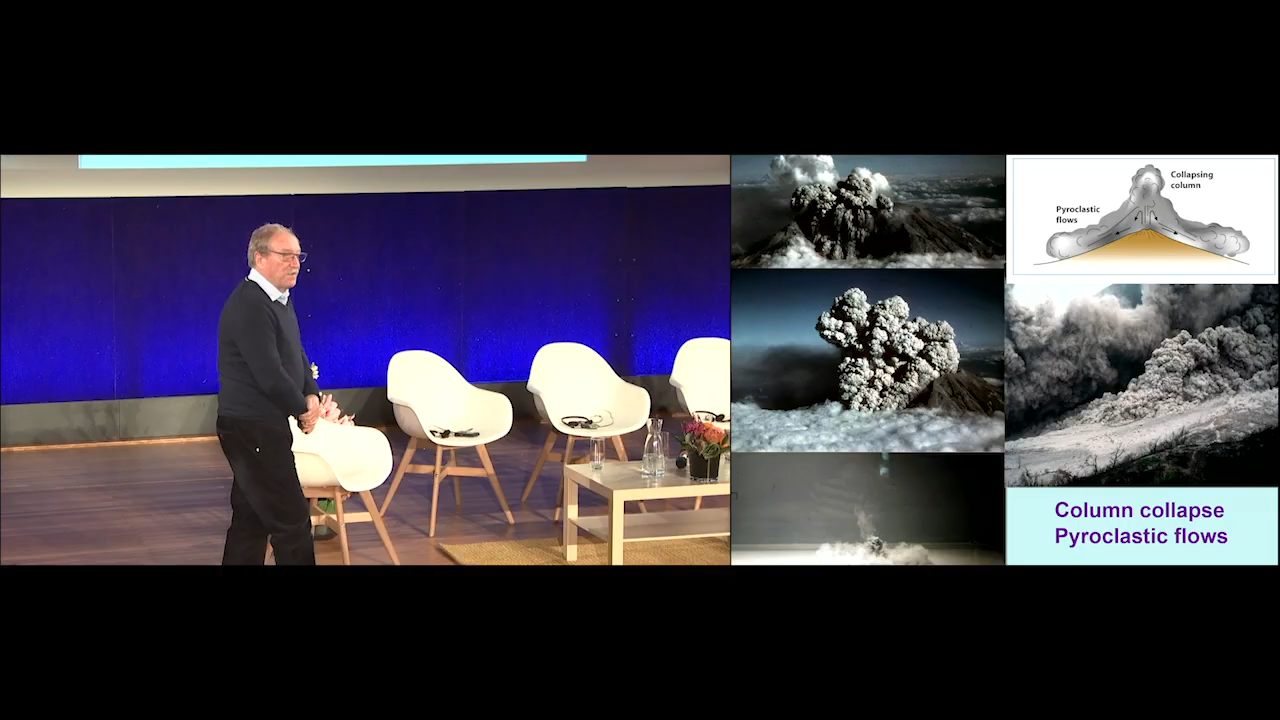 Collapsing
column
Pyroclastic
flows
Column collapse
Pyroclastic flows